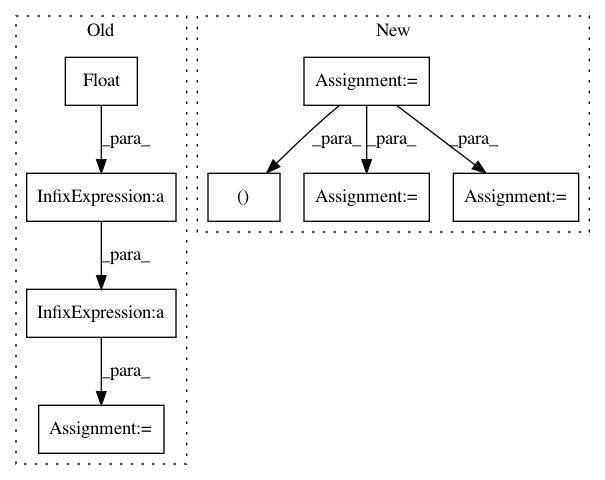 Old
New
Float
Assignment:=
_para_
_para_
_para_
_para_
InfixExpression:a
()
Assignment:=
Assignment:=
_para_
InfixExpression:a
_para_
Assignment:=